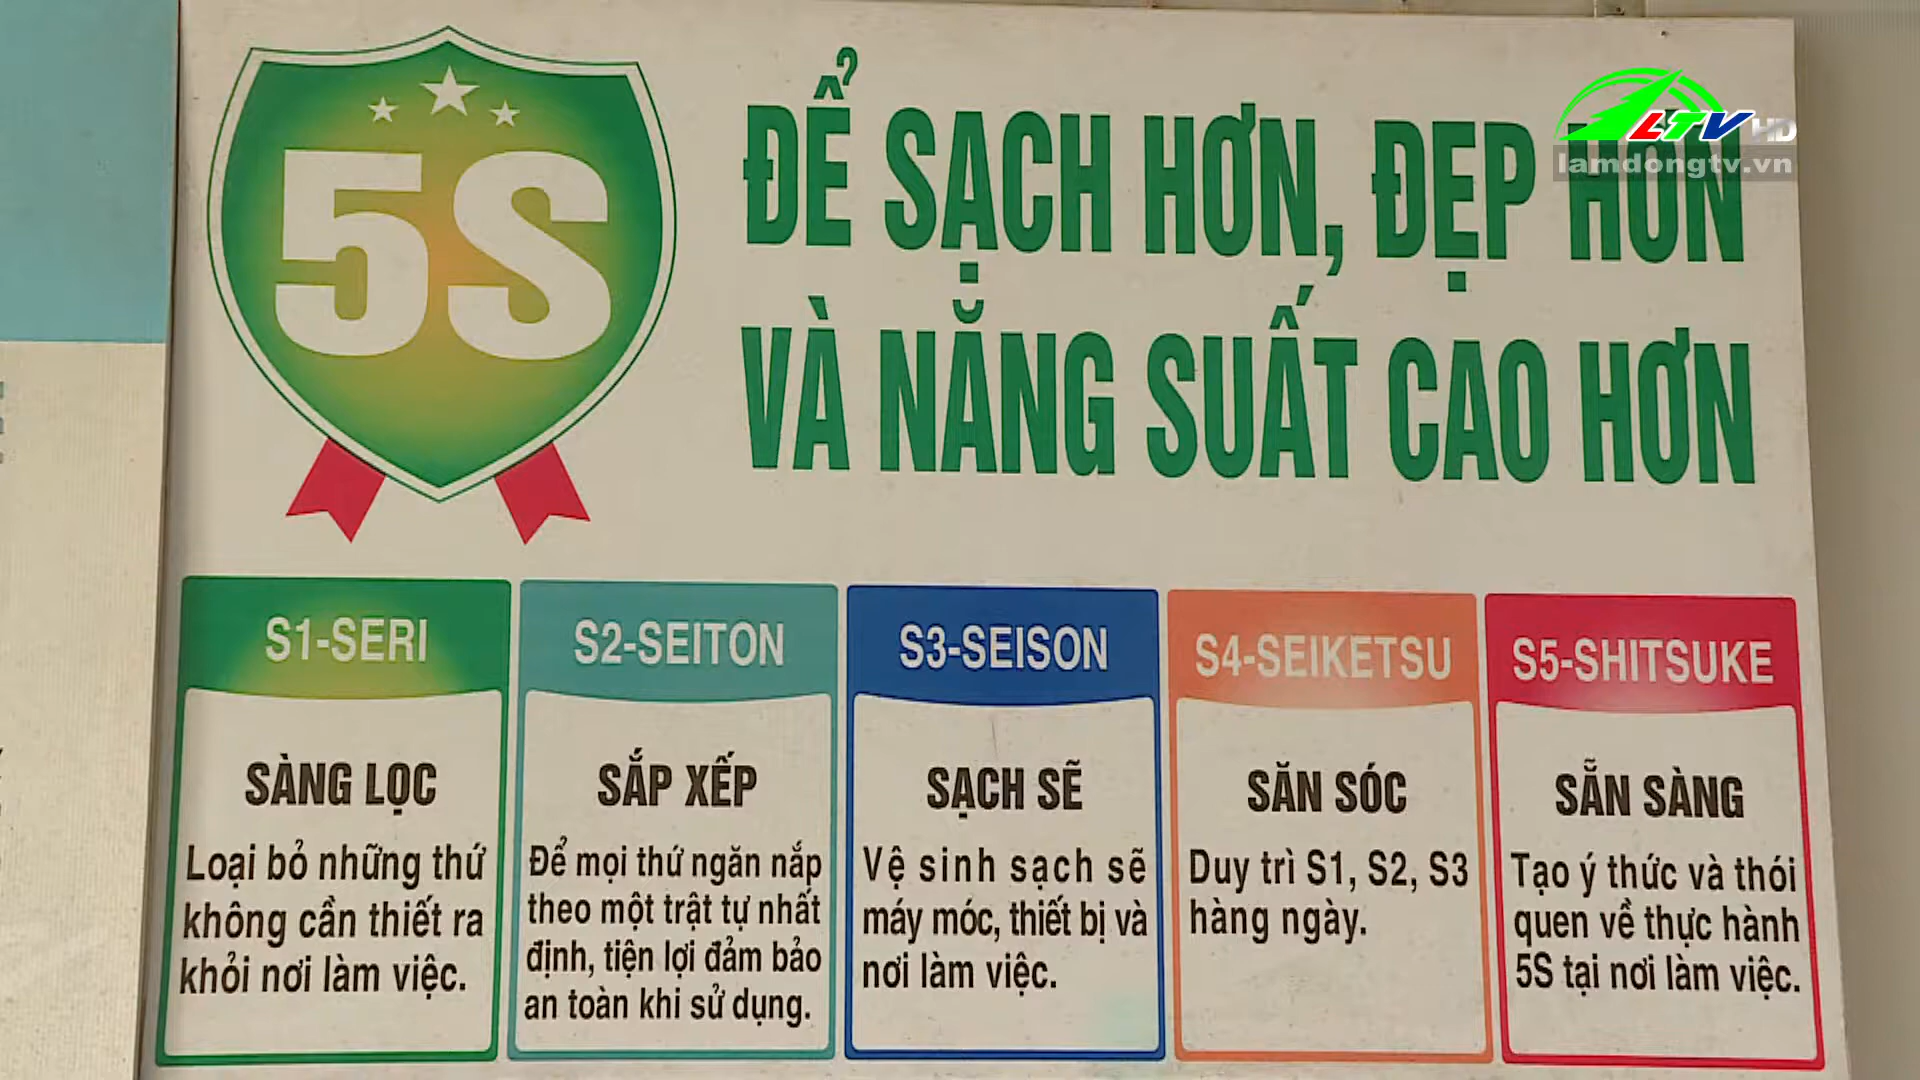 5S
ĐỂ SẠCH HƠN, ĐẸP HƠN
VÀ NĂNG SUẤT CAO HƠN
LTV HD
lamdongtv.vn
S1-SERI
SÀNG LỌC
Loại bỏ những thứ
không cần thiết ra
khỏi nơi làm việc.
S2-SEITON
SẮP XẾP
Để mọi thứ ngăn nắp
theo một trật tự nhất
định, tiện lợi đảm bảo
an toàn khi sử dụng.
S3-SEISON
SẠCH SẼ
Vệ sinh sạch sẽ
máy móc, thiết bị và
nơi làm việc.
S4-SEIKETSU
SĂN SÓC
Duy trì S1, S2, S3
hàng ngày.
S5-SHITSUKE
SẴN SÀNG
Tạo ý thức và thói
quen về thực hành
5S tại nơi làm việc.